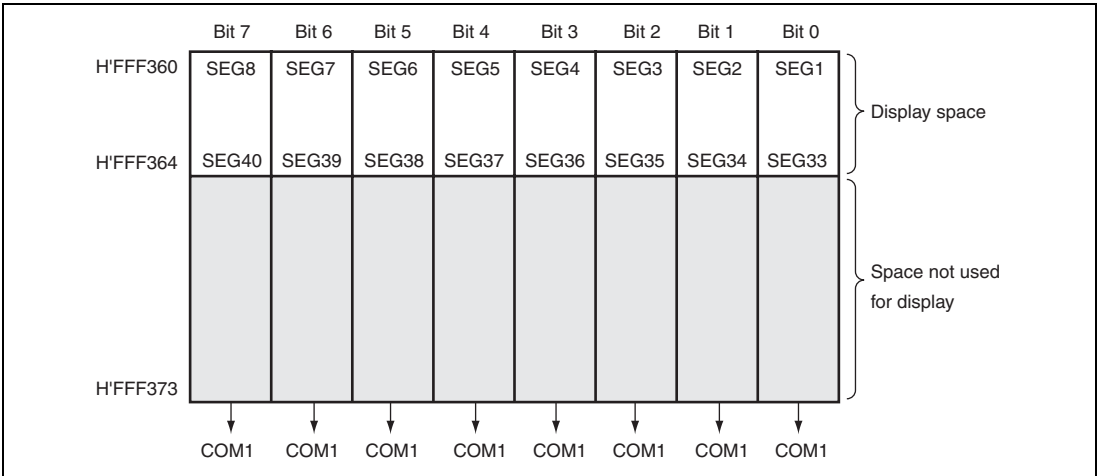 Bit 7 Bit 6 Bit 5 Bit 4 Bit 3 Bit 2 Bit 1 Bit 0
H'FFF360 SEG8 SEG7 SEG6 SEG5 SEG4 SEG3 SEG2 SEG1
Display space
H'FFF364 SEG40 SEG39 SEG38 SEG37 SEG36 SEG35 SEG34 SEG33
Space not used
for display
H'FFF373
COM1 COM1 COM1 COM1 COM1 COM1 COM1 COM1